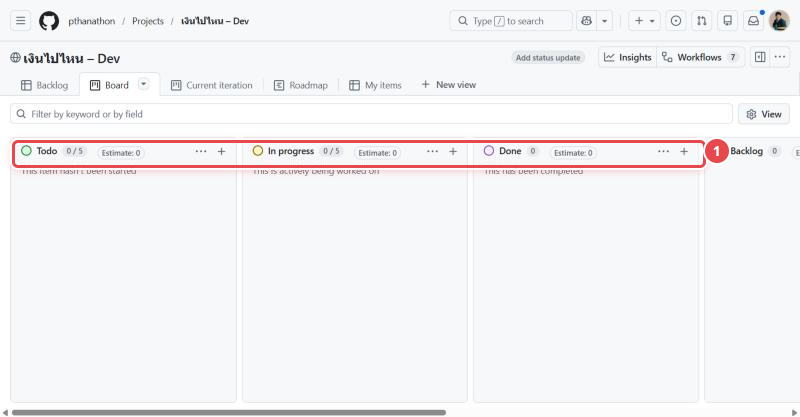 pthanathon / Projects / เงินไปไหน – Dev
Type / to search
เงินไปไหน – Dev
Add status update
Insights
Workflows 7
Backlog
Board
Current iteration
Roadmap
My items
+ New view
Filter by keyword or by field
View
Todo 0 / 5 Estimate: 0
This item hasn't been started
In progress 0 / 5 Estimate: 0
This is actively being worked on
Done 0 Estimate: 0
This has been completed
1
Backlog 0 E